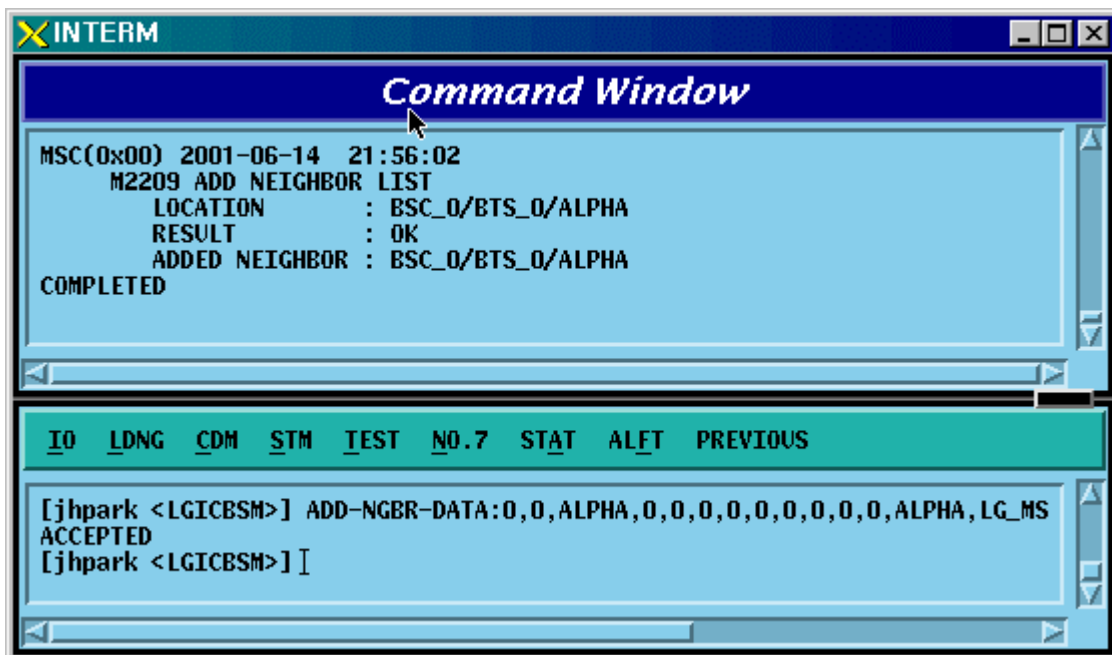 INTERM
Command Window
MSC(0x00) 2001-06-14 21:56:02
M2209 ADD NEIGHBOR LIST
LOCATION : BSC_0/BTS_0/ALPHA
RESULT : OK
ADDED NEIGHBOR : BSC_0/BTS_0/ALPHA
COMPLETED
IO LDNG CDM STM TEST NO.7 STAT ALFT PREVIOUS
[jhpark <LGICBSM>] ADD-NGBR-DATA:0,0,ALPHA,0,0,0,0,0,0,0,0,0,ALPHA,LG_MS
ACCEPTED
[jhpark <LGICBSM>]